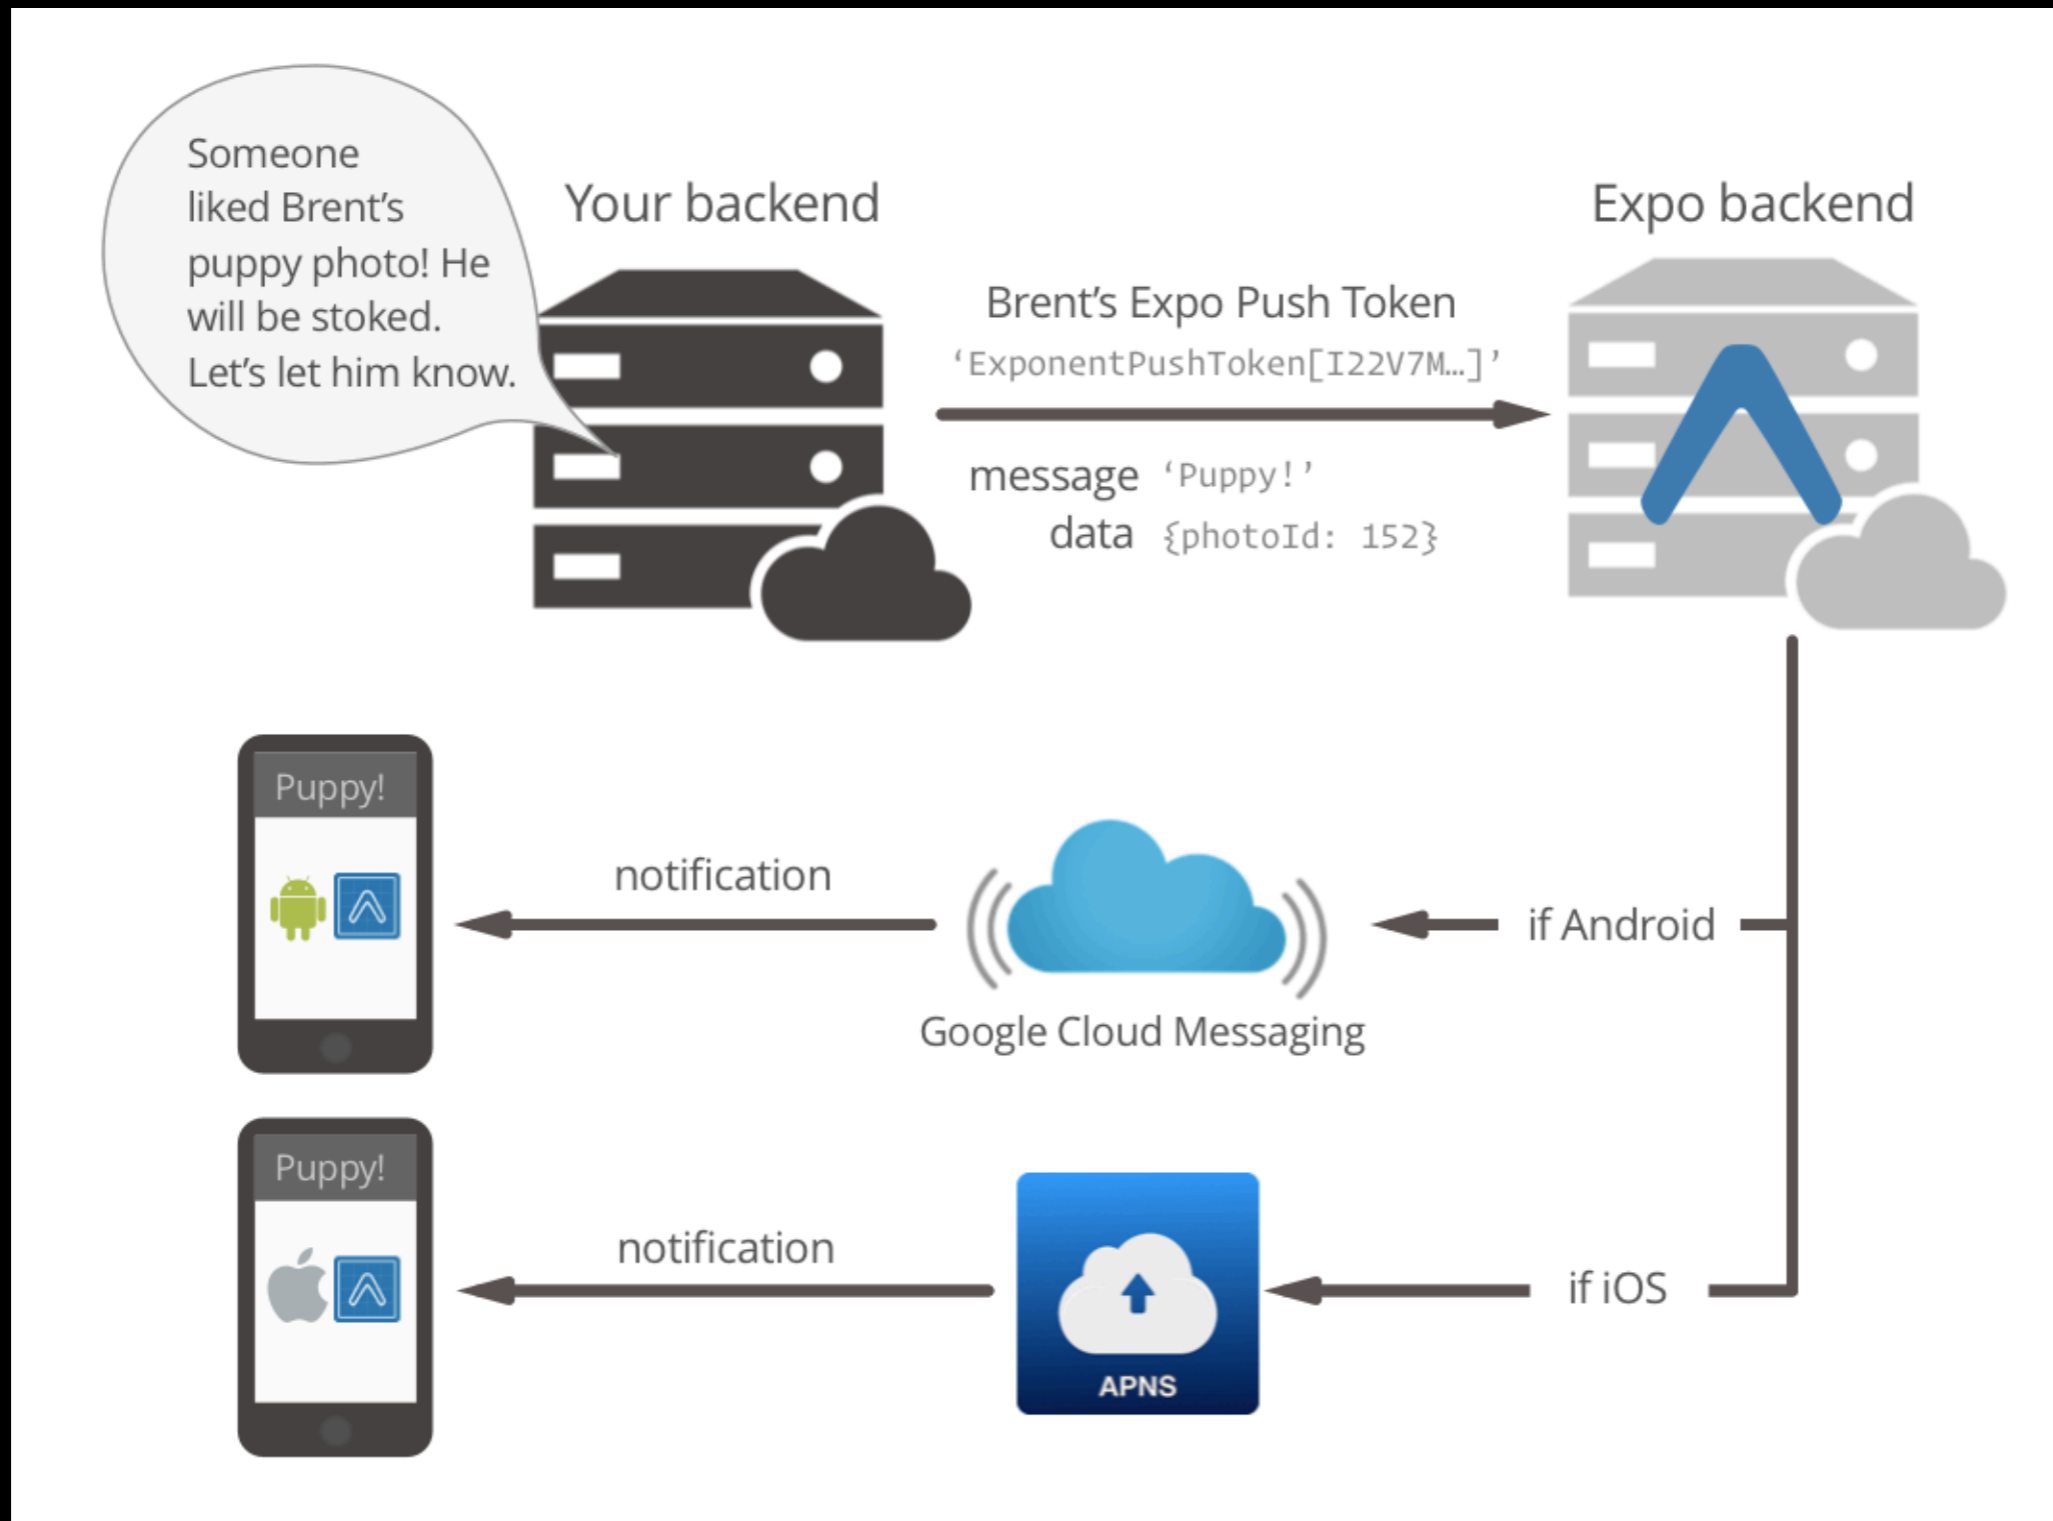 Someone
liked Brent's
puppy photo! He
will be stoked.
Let's let him know.
Your backend
Expo backend
Brent's Expo Push Token
‘ExponentPushToken[I22V7M…]’
message ‘Puppy!’
data {photoId: 152}
Puppy!
notification
Google Cloud Messaging
if Android
Puppy!
notification
APNS
if iOS